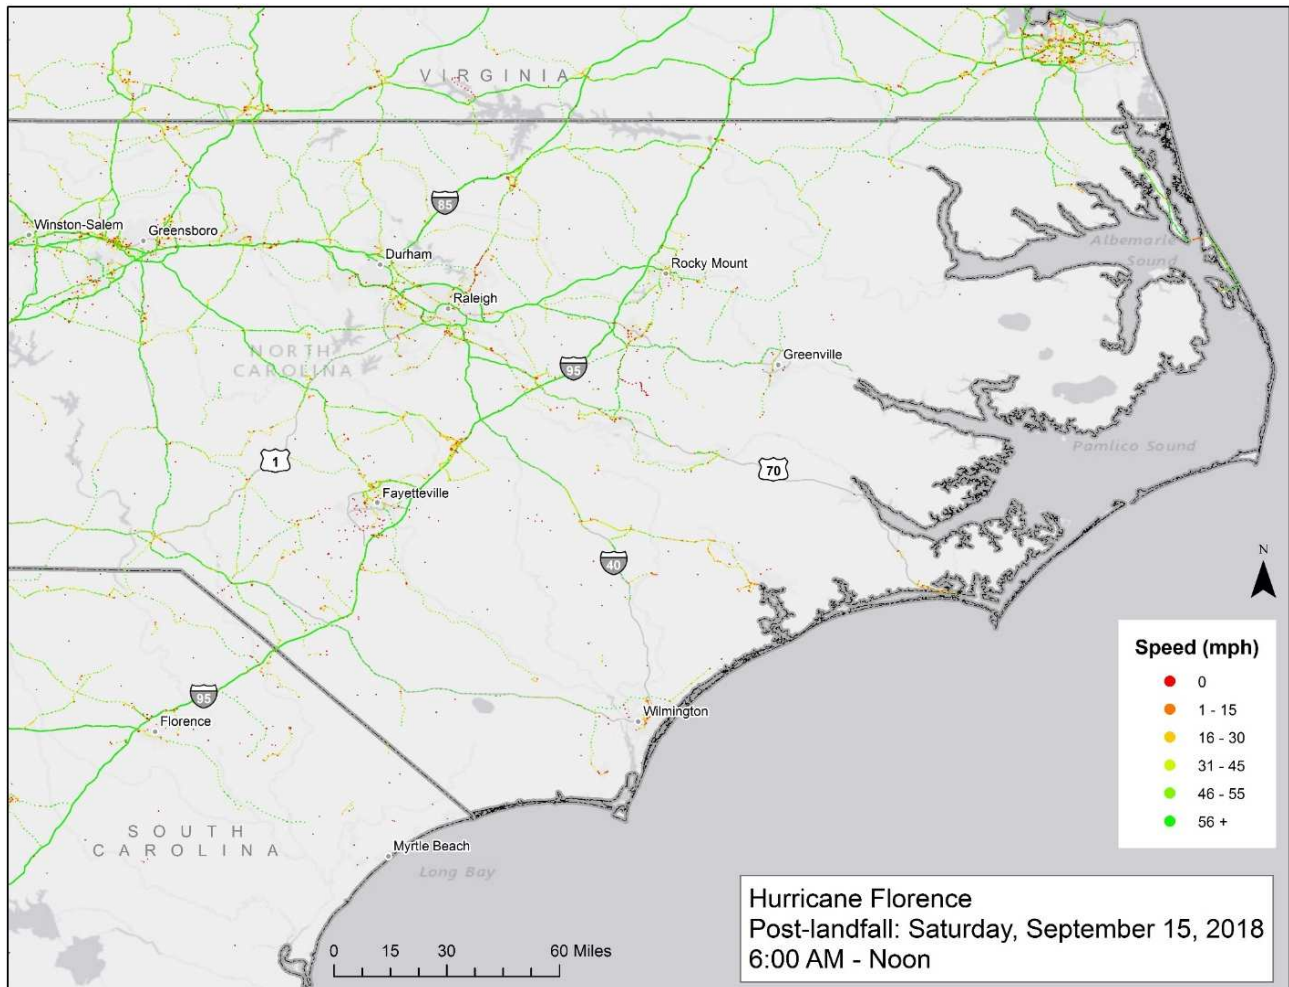 VIRGINIA
85
Winston-Salem
Greensboro
Albemarle
Sound
Durham
Rocky Mount
Raleigh
NORTH
CAROLINA
Greenville
95
Pamlico Sound
1
70
Fayetteville
40
N
Speed (mph)
0
1 - 15
16 - 30
31 - 45
46 - 55
56 +
95
Florence
Wilmington
SOUTH
CAROLINA
Myrtle Beach
Long Bay
Hurricane Florence
Post-landfall: Saturday, September 15, 2018
6:00 AM - Noon
0 15 30 60 Miles